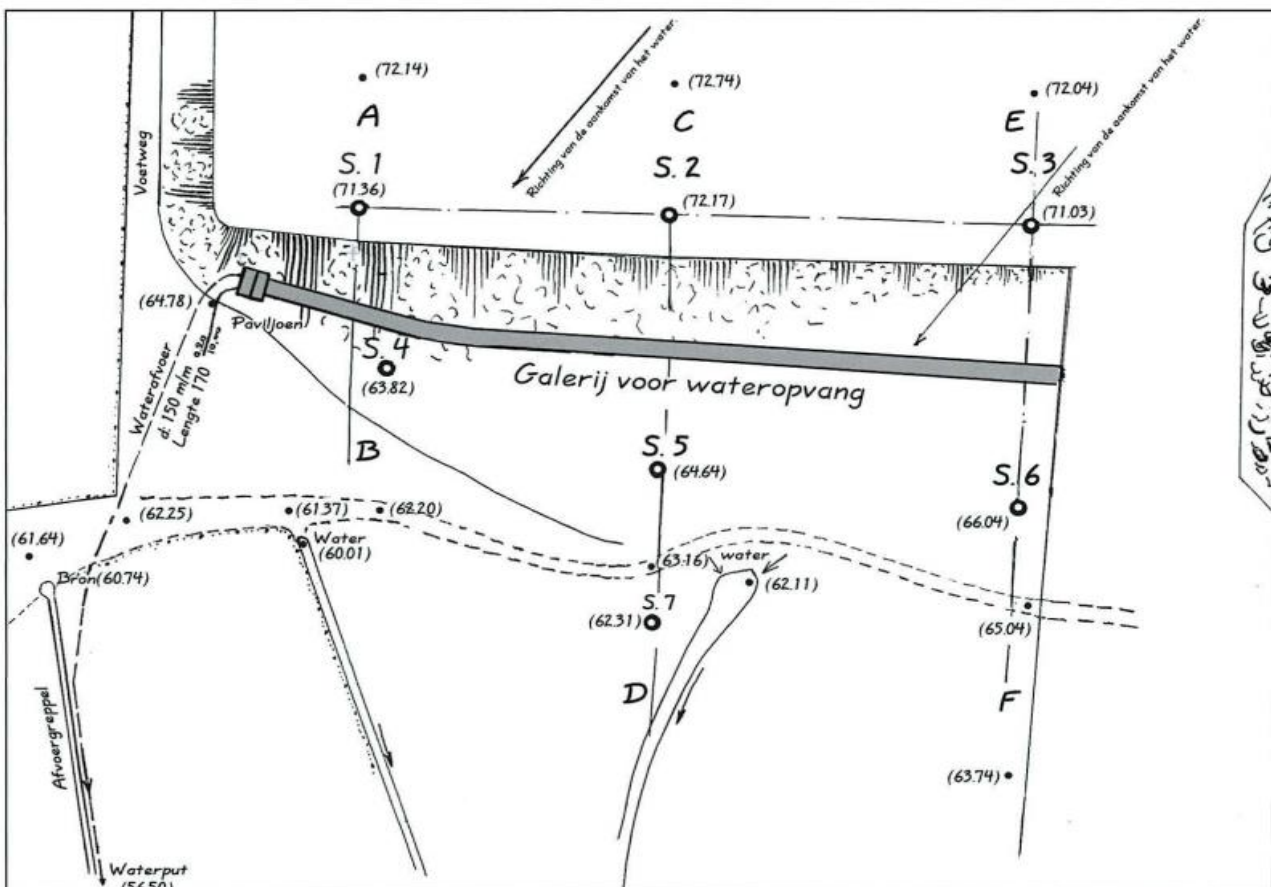 (72.14)
(72.74)
(72.04)
Richting van de aankomst van het water.
Richting van de aankomst van het water.
A
C
E
S. 1
S. 2
S. 3
(71.36)
(72.17)
(71.03)
Voetweg
(64.78)
Paviljoen
S. 4
(63.82)
Galerij voor wateropvang
Waterafvoer
d: 150 m/m
Lengte 170
B
S. 5
(64.64)
S. 6
(66.04)
(62.25)
(61.37)
(62.20)
(61.64)
Water
(60.01)
(63.16)
water
(62.11)
Bron (60.74)
S. 7
(62.31)
(65.04)
D
F
Afvoergreppel
(63.74)
Waterput
(56.50)